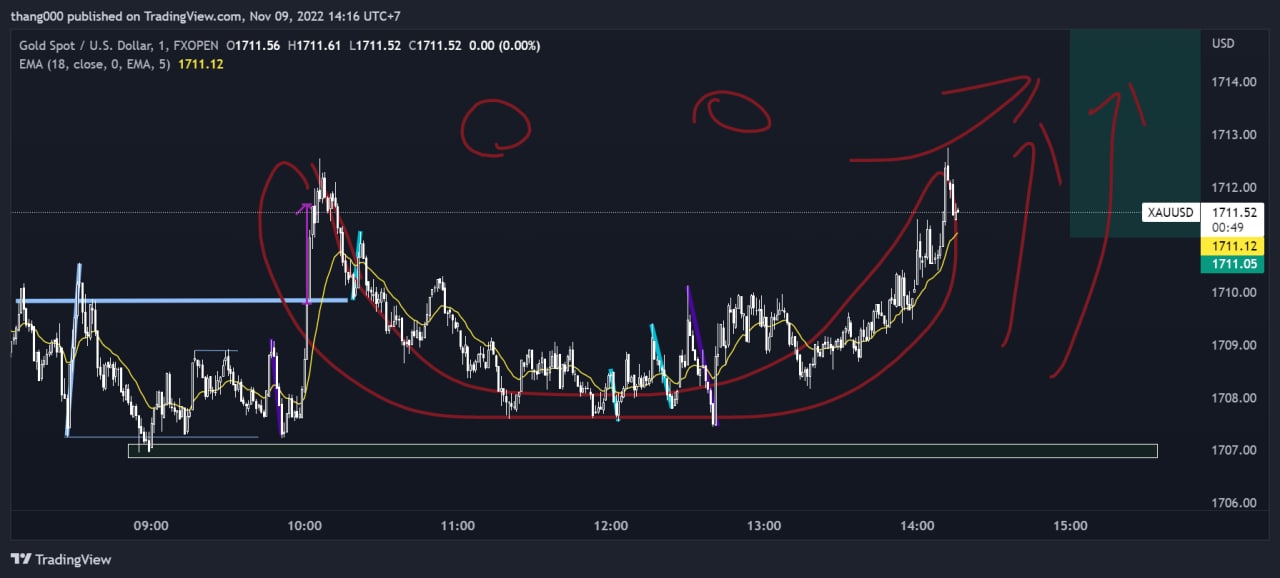 thang000 published on TradingView.com, Nov 09, 2022 14:16 UTC+7
Gold Spot / U.S. Dollar, 1, FXOPEN O1711.56 H1711.61 L1711.52 C1711.52 0.00 (0.00%)
EMA (18, close, 0, EMA, 5) 1711.12
USD
1714.00
1713.00
1712.00
XAUUSD 1711.52
00:49
1711.12
1711.05
1710.00
1709.00
1708.00
1707.00
1706.00
09:00 10:00 11:00 12:00 13:00 14:00 15:00
TradingView